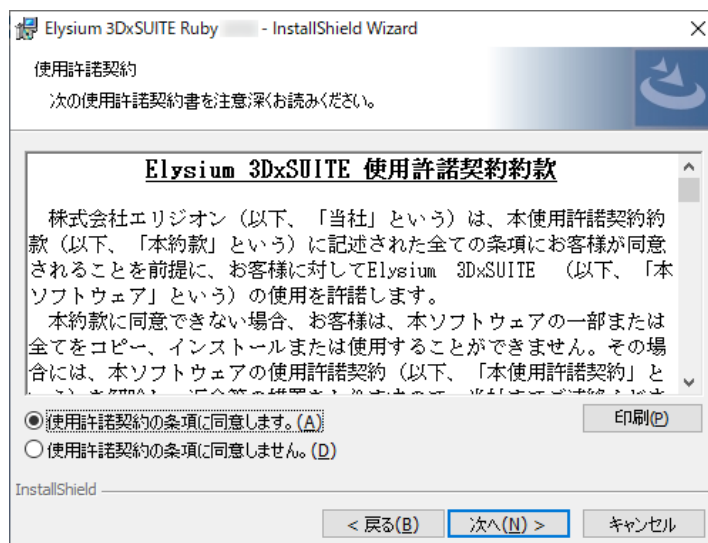 Elysium 3DxSUITE Ruby - InstallShield Wizard
使用許諾契約
次の使用許諾契約書を注意深くお読みください。
Elysium 3DxSUITE 使用許諾契約約款
株式会社エリジオン（以下、「当社」という）は、本使用許諾契約約
款（以下、「本約款」という）に記述された全ての条項にお客様が同意
されることを前提に、お客様に対してElysium 3DxSUITE （以下、「本
ソフトウェア」という）の使用を許諾します。
本約款に同意できない場合、お客様は、本ソフトウェアの一部または
全てをコピー、インストールまたは使用することができません。その場
合には、本ソフトウェアの使用許諾契約（以下、「本使用許諾契約」と
使用許諾契約の条項に同意します。(A)
印刷(P)
使用許諾契約の条項に同意しません。(D)
InstallShield
< 戻る(B)
次へ(N) >
キャンセル